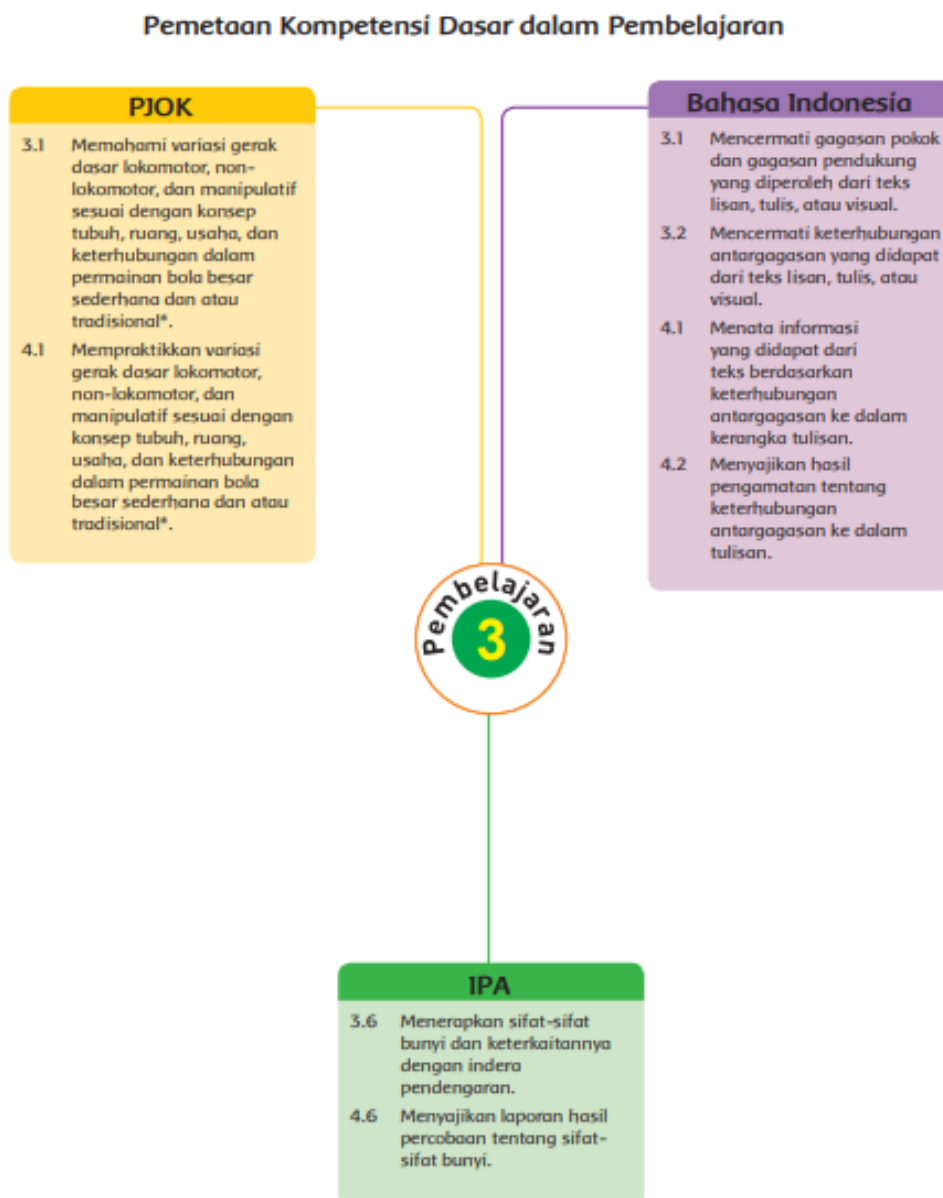 Pemetaan Kompetensi Dasar dalam Pembelajaran
PJOK
3.1 Memahami variasi gerak
dasar lokomotor, non-
lokomotor, dan manipulatif
sesuai dengan konsep
tubuh, ruang, usaha, dan
keterhubungan dalam
permainan bola besar
sederhana dan atau
tradisional*.
4.1 Mempraktikkan variasi
gerak dasar lokomotor,
non-lokomotor, dan
manipulatif sesuai dengan
konsep tubuh, ruang,
usaha, dan keterhubungan
dalam permainan bola
besar sederhana dan atau
tradisional*.
Bahasa Indonesia
3.1 Mencermati gagasan pokok
dan gagasan pendukung
yang diperoleh dari teks
lisan, tulis, atau visual.
3.2 Mencermati keterhubungan
antargagasan yang didapat
dari teks lisan, tulis, atau
visual.
4.1 Menata informasi
yang didapat dari
teks berdasarkan
keterhubungan
antargagasan ke dalam
kerangka tulisan.
4.2 Menyajikan hasil
pengamatan tentang
keterhubungan
antargagasan ke dalam
tulisan.
Pembelajaran
3
IPA
3.6 Menerapkan sifat-sifat
bunyi dan keterkaitannya
dengan indera
pendengaran.
4.6 Menyajikan laporan hasil
percobaan tentang sifat-
sifat bunyi.